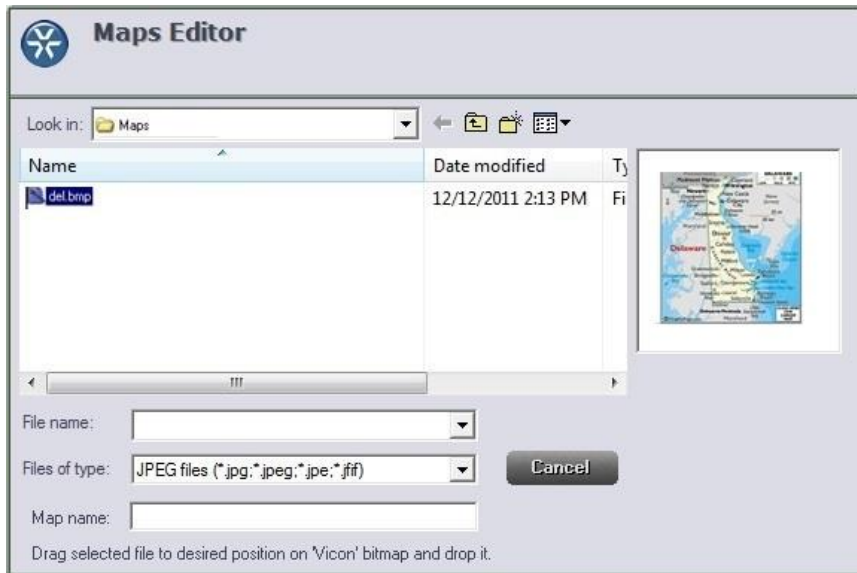 Maps Editor
Look in: Maps
Name Date modified Ty
del.bmp 12/12/2011 2:13 PM Fi
Delaware
File name:
Files of type: JPEG files (*.jpg;*.jpeg;*.jpe;*.jfif)
Cancel
Map name:
Drag selected file to desired position on 'Vicon' bitmap and drop it.